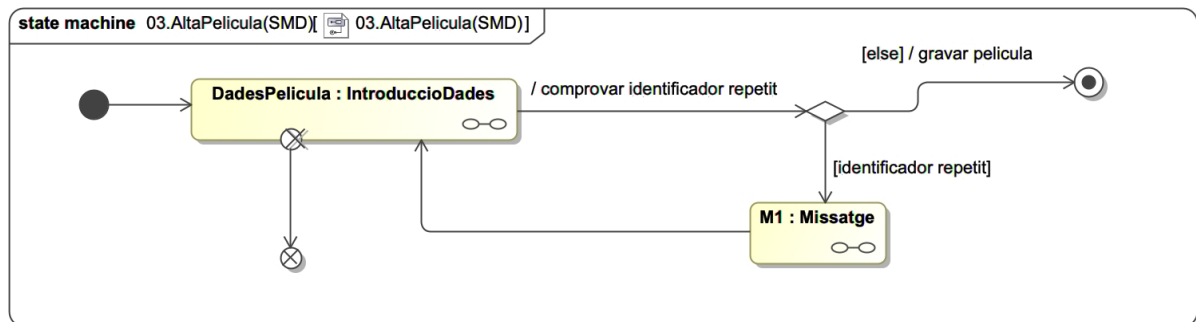 state machine 03.AltaPelicula(SMD)[ 03.AltaPelicula(SMD)]
[else] / gravar pelicula
DadesPelicula : IntroduccioDades
/ comprovar identificador repetit
[identificador repetit]
M1 : Missatge